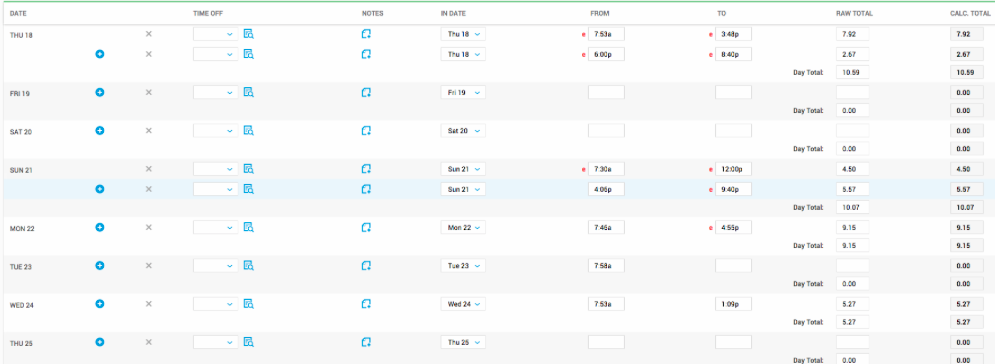 DATE TIME OFF NOTES IN DATE FROM TO RAW TOTAL CALC. TOTAL
THU 18 Thu 18 e 7:53a e 3:48p 7.92 7.92
Thu 18 e 6:00p e 8:40p 2.67 2.67
Day Total: 10.59 10.59
FRI 19 Fri 19 0.00
Day Total: 0.00 0.00
SAT 20 Sat 20 0.00
Day Total: 0.00 0.00
SUN 21 Sun 21 e 7:30a e 12:00p 4.50 4.50
Sun 21 4:06p e 9:40p 5.57 5.57
Day Total: 10.07 10.07
MON 22 Mon 22 7:46a e 4:55p 9.15 9.15
Day Total: 9.15 9.15
TUE 23 Tue 23 7:58a 0.00
Day Total: 0.00 0.00
WED 24 Wed 24 7:53a 1:09p 5.27 5.27
Day Total: 5.27 5.27
THU 25 Thu 25 0.00
Day Total: 0.00 0.00